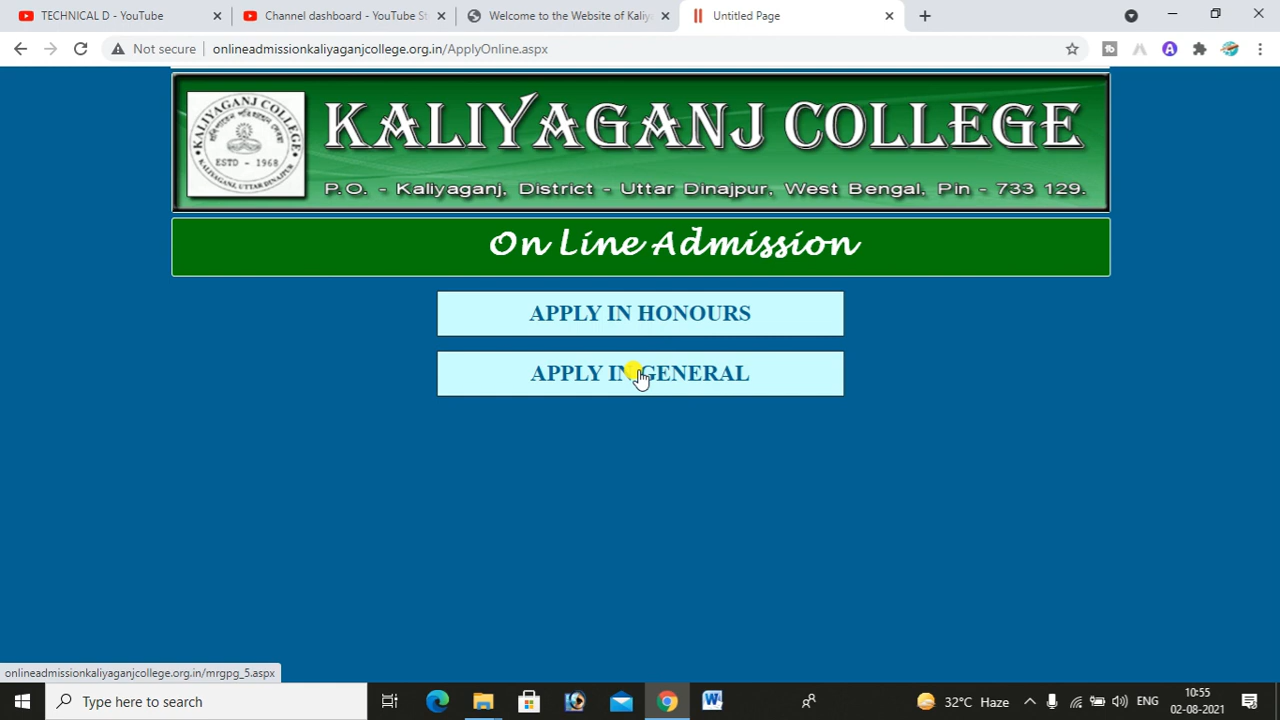 TECHNICAL D - YouTube
Channel dashboard - YouTube St
Welcome to the Website of Kaliy
Untitled Page
Not secure
onlineadmissionkaliyaganjcollege.org.in/ApplyOnline.aspx
KALIYAGANJ COLLEGE
ESTD - 1968
KALIYAGANJ COLLEGE
P.O. - Kaliyaganj, District - Uttar Dinajpur, West Bengal, Pin - 733 129.
On Line Admission
APPLY IN HONOURS
APPLY IN GENERAL
onlineadmissionkaliyaganjcollege.org.in/mrgpg_5.aspx
Type here to search
32°C Haze
ENG
10:55
02-08-2021